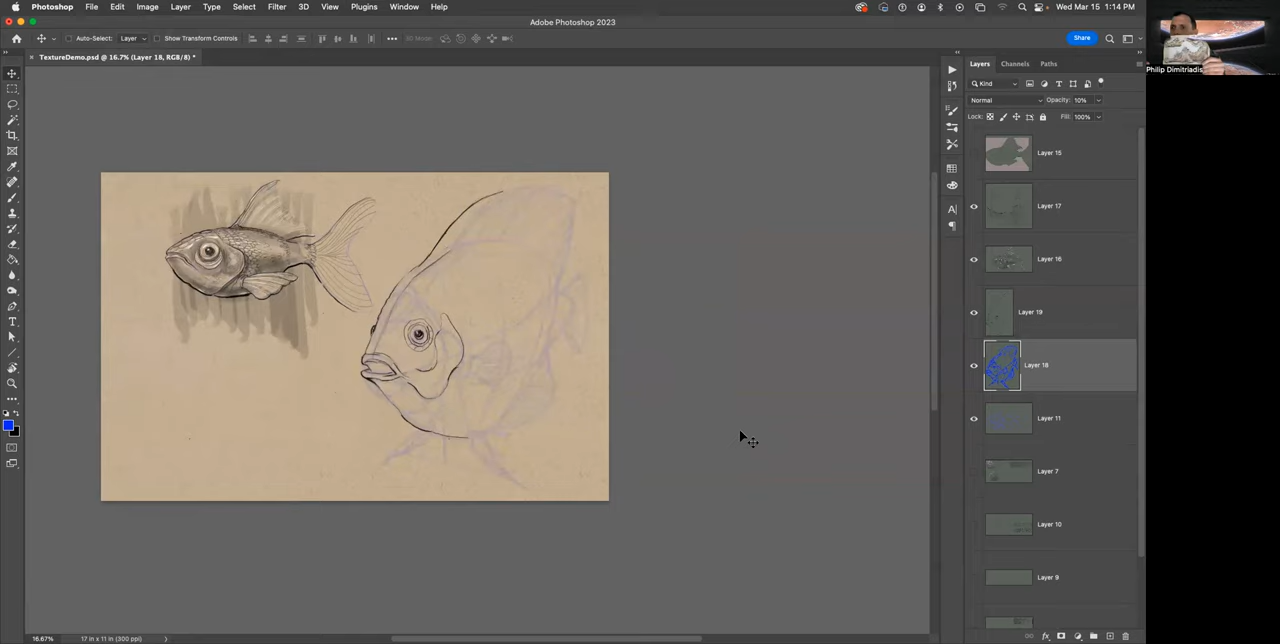 Photoshop File Edit Image Layer Type Select Filter 3D View Plugins Window Help
Wed Mar 15 1:14 PM
Adobe Photoshop 2023
Auto-Select: Layer Show Transform Controls
3D Mode:
Share
TextureDemo.psd @ 16.7% (Layer 18, RGB/8) *
Philip Dimitriadis
Layers Channels Paths
Kind
Normal Opacity: 10%
Lock: Fill: 100%
Layer 15
Layer 17
Layer 16
Layer 19
Layer 18
Layer 11
Layer 7
Layer 10
Layer 9
16.67% 17 in x 11 in (300 ppi)